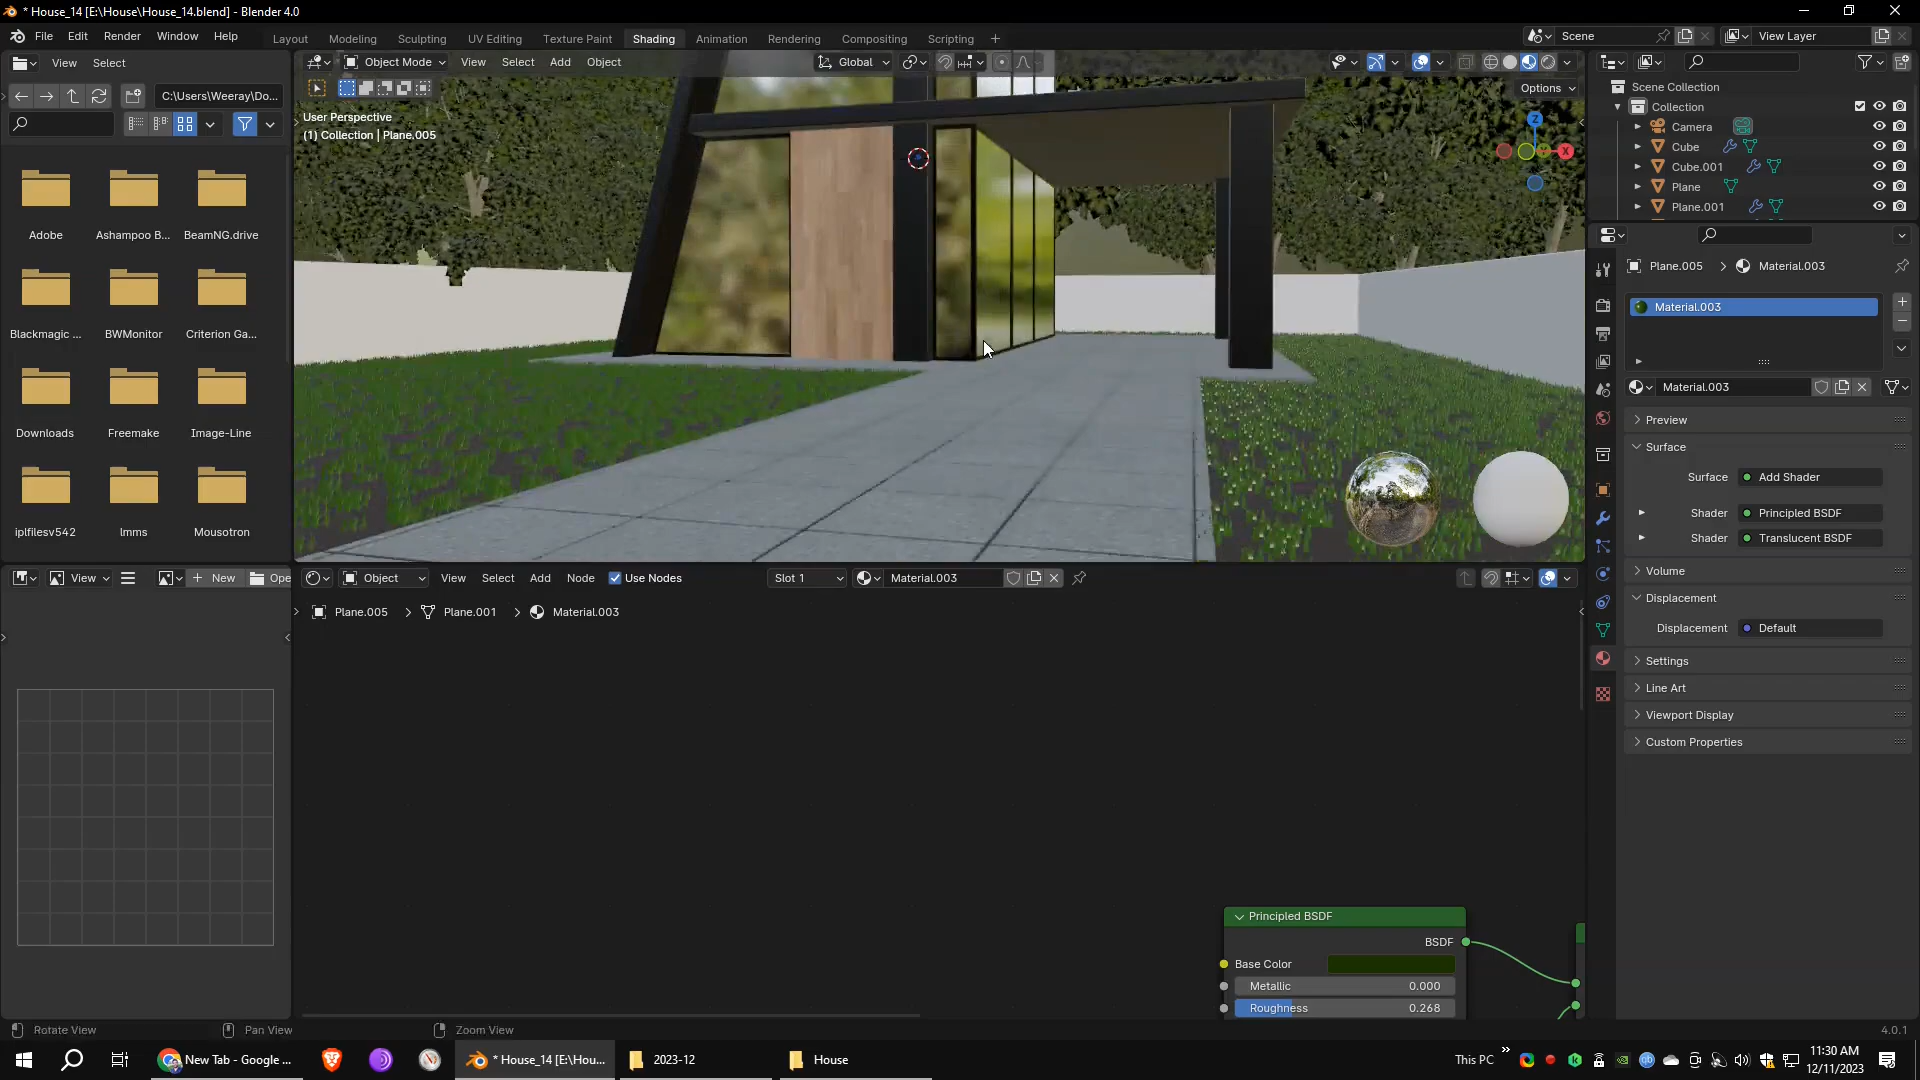 * House_14 [E:\House\House_14.blend] - Blender 4.0
File Edit Render Window Help
Layout Modeling Sculpting UV Editing Texture Paint Shading Animation Rendering Compositing Scripting +
Scene
View Layer
View Select
Object Mode View Select Add Object
Global
C:\Users\Weeray\Do...
Options
User Perspective
(1) Collection | Plane.005
Z
X
Scene Collection
Collection
Camera
Cube
Cube.001
Plane
Plane.001
Adobe
Ashampoo B...
BeamNG.drive
Blackmagic ...
BWMonitor
Criterion Ga...
Downloads
Freemake
Image-Line
iplfilesv542
lmms
Mousotron
Plane.005 > Material.003
Material.003
Material.003
Preview
Surface
Surface Add Shader
Shader Principled BSDF
Shader Translucent BSDF
Volume
Displacement
Displacement Default
Settings
Line Art
Viewport Display
Custom Properties
View
New
Ope
Object View Select Add Node Use Nodes
Slot 1
Material.003
Plane.005 > Plane.001 > Material.003
Principled BSDF
BSDF
Base Color
Metallic 0.000
Roughness 0.268
Rotate View
Pan View
Zoom View
4.0.1
New Tab - Google ...
* House_14 [E:\Hou...
2023-12
House
This PC
11:30 AM
12/11/2023